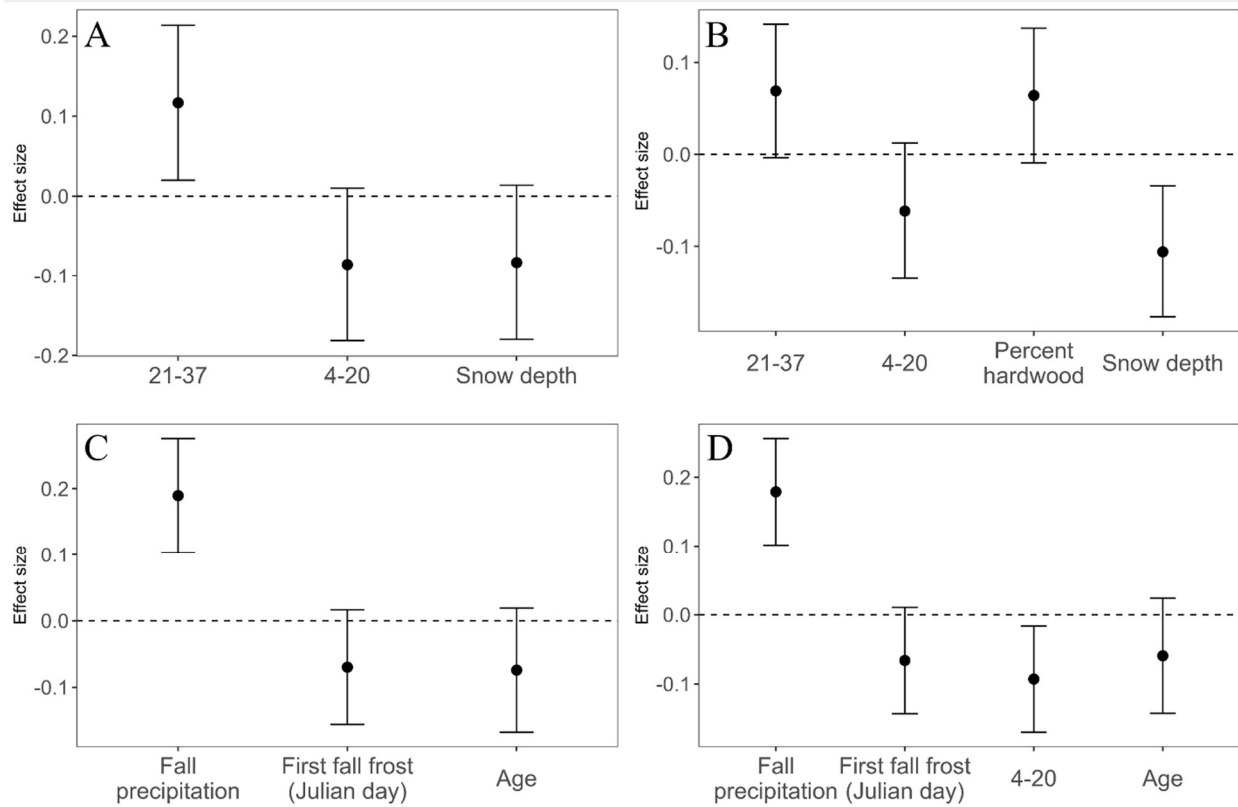 A
Effect size
0.2
0.1
0.0
-0.1
-0.2
21-37
4-20
Snow depth
B
Effect size
0.1
0.0
-0.1
21-37
4-20
Percent
hardwood
Snow depth
C
Effect size
0.2
0.1
0.0
-0.1
Fall
precipitation
First fall frost
(Julian day)
Age
D
Effect size
0.2
0.1
0.0
-0.1
Fall
precipitation
First fall frost
(Julian day)
4-20
Age